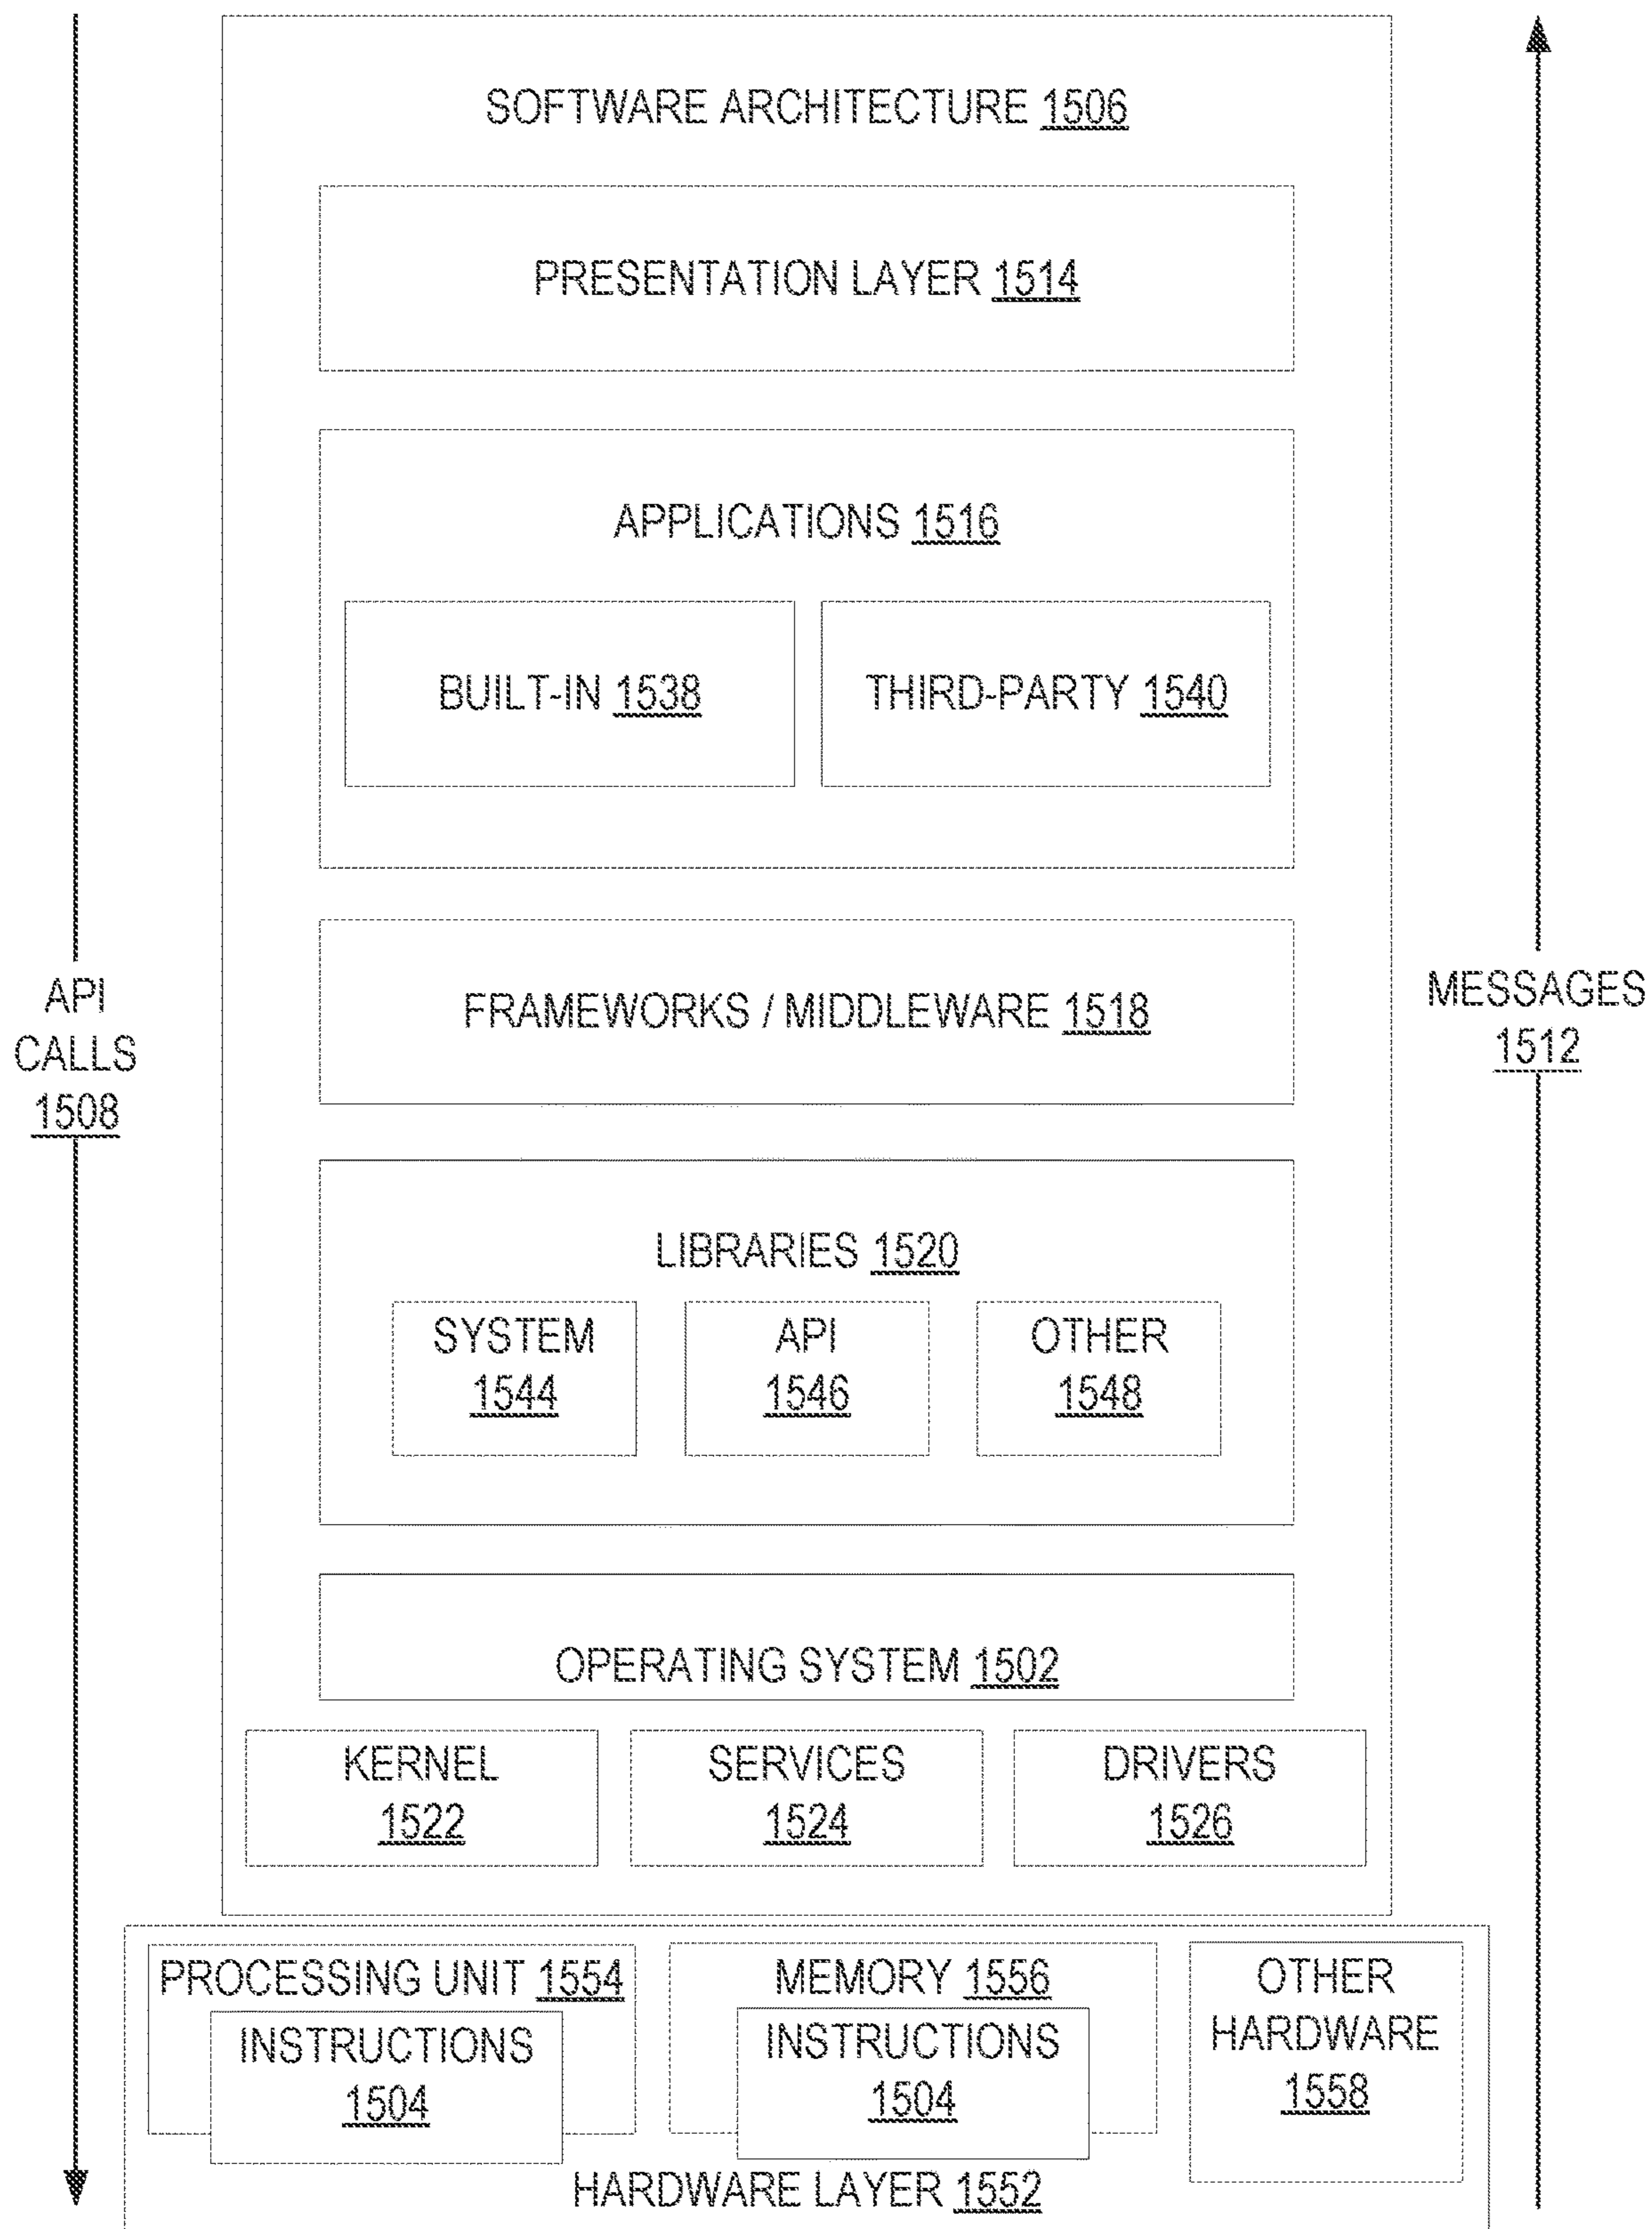 SOFTWARE ARCHITECTURE 1506
PRESENTATION LAYER 1514
APPLICATIONS 1516
BUILT-IN 1538
THIRD-PARTY 1540
API
CALLS
1508
FRAMEWORKS / MIDDLEWARE 1518
MESSAGES
1512
LIBRARIES 1520
SYSTEM
1544
API
1546
OTHER
1548
OPERATING SYSTEM 1502
KERNEL
1522
SERVICES
1524
DRIVERS
1526
PROCESSING UNIT 1554
INSTRUCTIONS
1504
MEMORY 1556
INSTRUCTIONS
1504
OTHER
HARDWARE
1558
HARDWARE LAYER 1552